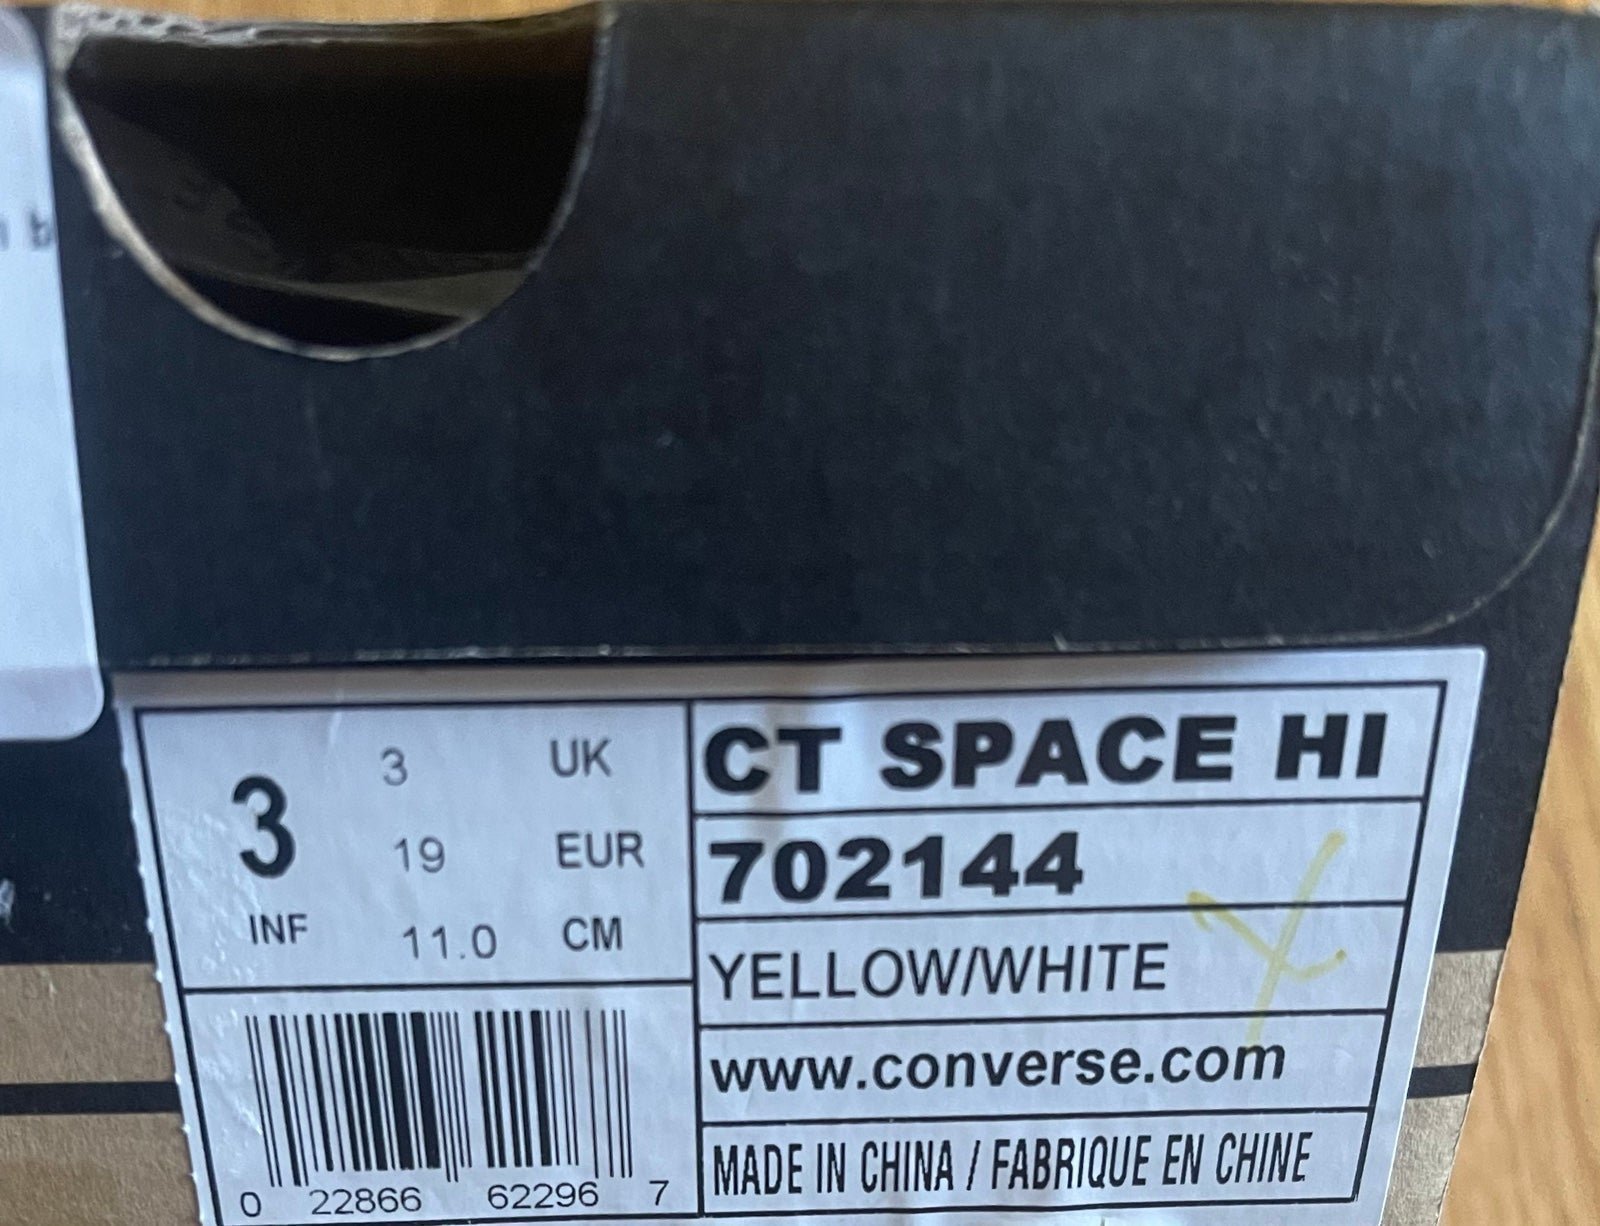 3 INF
3 UK
19 EUR
11.0 CM
0 22866 62296 7
CT SPACE HI
702144
YELLOW/WHITE
www.converse.com
MADE IN CHINA / FABRIQUE EN CHINE